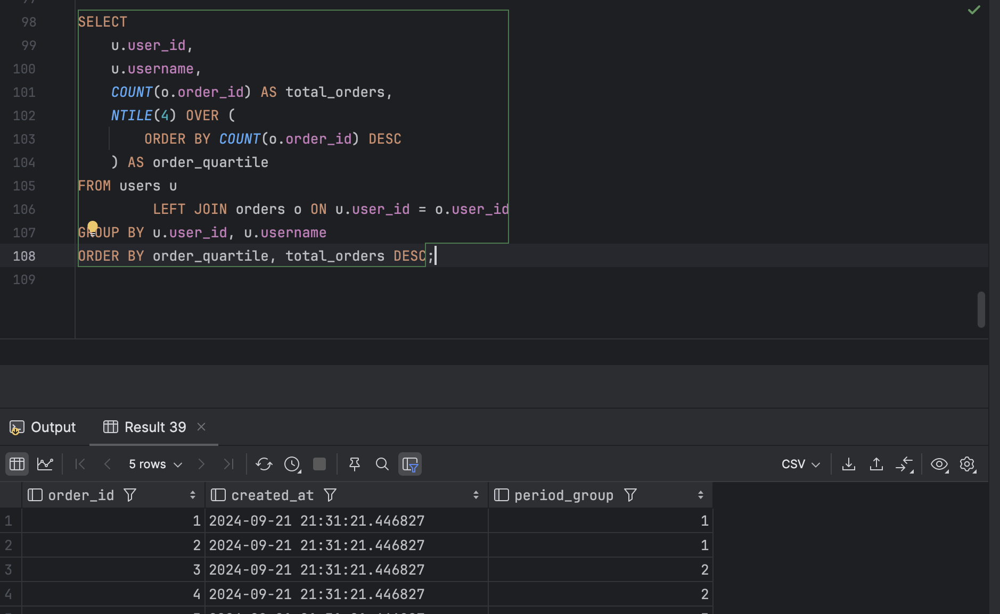 98 SELECT
99 u.user_id,
100 u.username,
101 COUNT(o.order_id) AS total_orders,
102 NTILE(4) OVER (
103 ORDER BY COUNT(o.order_id) DESC
104 ) AS order_quartile
105 FROM users u
106 LEFT JOIN orders o ON u.user_id = o.user_id
107 GROUP BY u.user_id, u.username
108 ORDER BY order_quartile, total_orders DESC;
109
Output Result 39
5 rows CSV
order_id created_at period_group
1 1 2024-09-21 21:31:21.446827 1
2 2 2024-09-21 21:31:21.446827 1
3 3 2024-09-21 21:31:21.446827 2
4 4 2024-09-21 21:31:21.446827 2